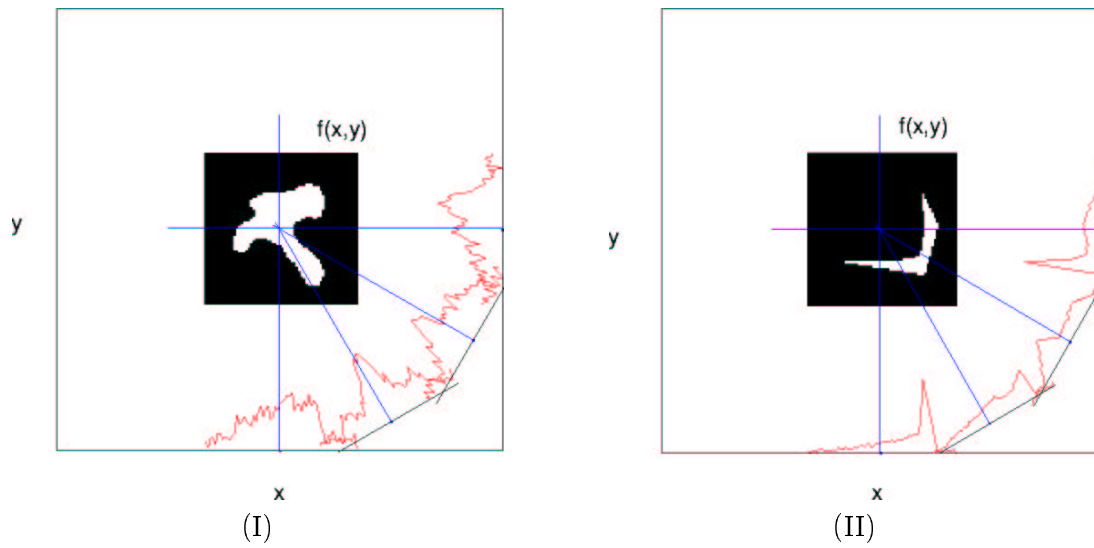 f(x,y)
y
x
(I)
f(x,y)
y
x
(II)